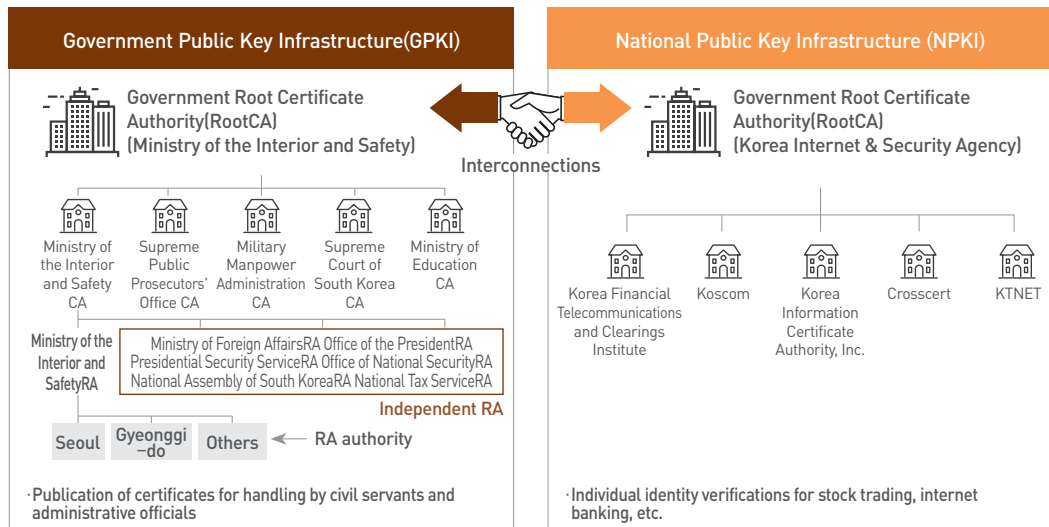 Government Public Key Infrastructure(GPKI)
Government Root Certificate
Authority(RootCA)
(Ministry of the Interior and Safety)
Interconnections
Ministry of
the Interior
and Safety
CA
Supreme
Public
Prosecutors'
Office CA
Military
Manpower
Administration
CA
Supreme
Court of
South Korea
CA
Ministry of
Education
CA
Ministry of the
Interior and
SafetyRA
Ministry of Foreign AffairsRA Office of the PresidentRA
Presidential Security ServiceRA Office of National SecurityRA
National Assembly of South KoreaRA National Tax ServiceRA
Independent RA
Seoul
Gyeonggi
-do
Others
RA authority
·Publication of certificates for handling by civil servants and
administrative officials
National Public Key Infrastructure (NPKI)
Government Root Certificate
Authority(RootCA)
(Korea Internet & Security Agency)
Korea Financial
Telecommunications
and Clearings
Institute
Koscom
Korea
Information
Certificate
Authority, Inc.
Crosscert
KTNET
·Individual identity verifications for stock trading, internet
banking, etc.